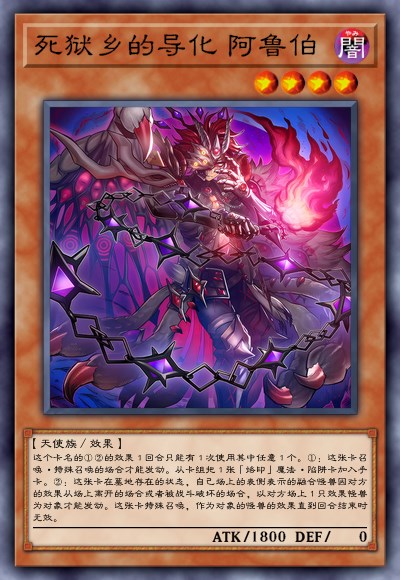 死狱乡的导化 阿鲁伯
やみ
闇
【天使族／效果】
这个卡名的①②的效果1回合只能有1次使用其中任意1个。①：这张卡召
唤・特殊召唤的场合才能发动。从卡组把1张「烙印」魔法・陷阱卡加入手
卡。②：这张卡在墓地存在的状态，自己场上的表侧表示的融合怪兽因对方
的效果从场上离开的场合或者被战斗破坏的场合，以对方场上1只效果怪兽
为对象才能发动。这张卡特殊召唤，作为对象的怪兽的效果直到回合结束时
无效。
ATK/1800 DEF/ 0